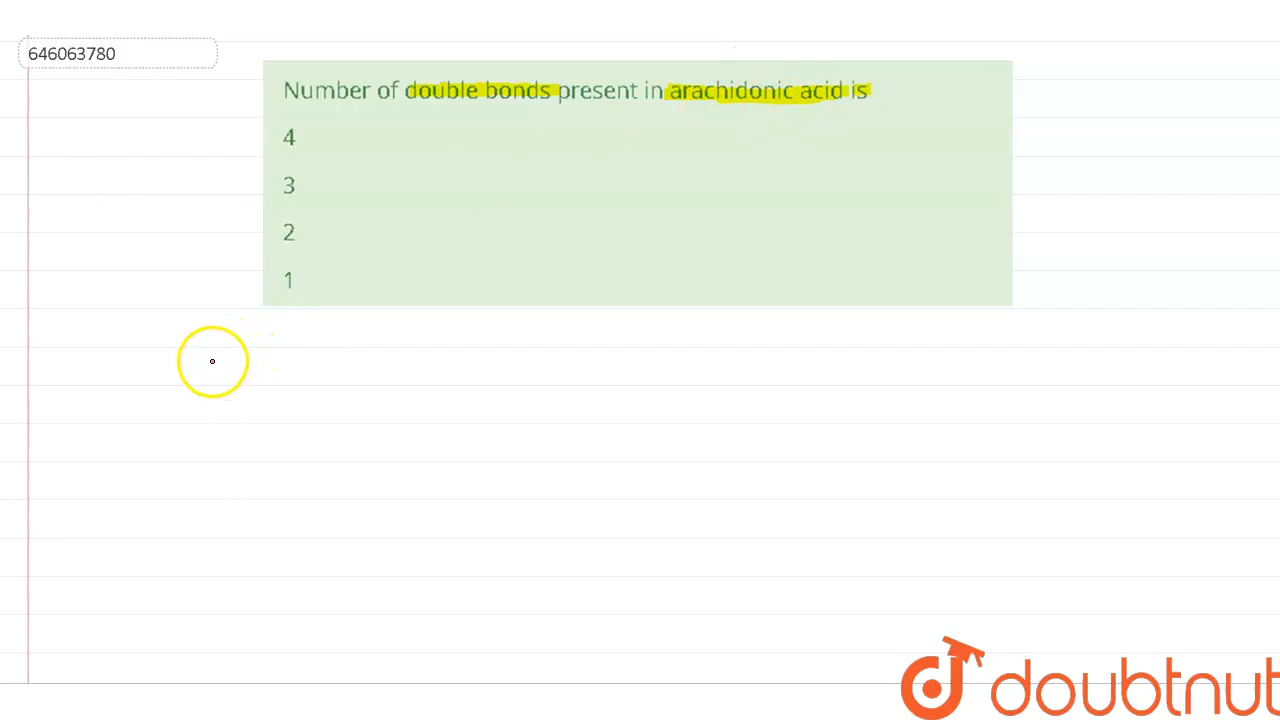 646063780
Number of double bonds present in arachidonic acid is
4
3
2
1
doubtnut